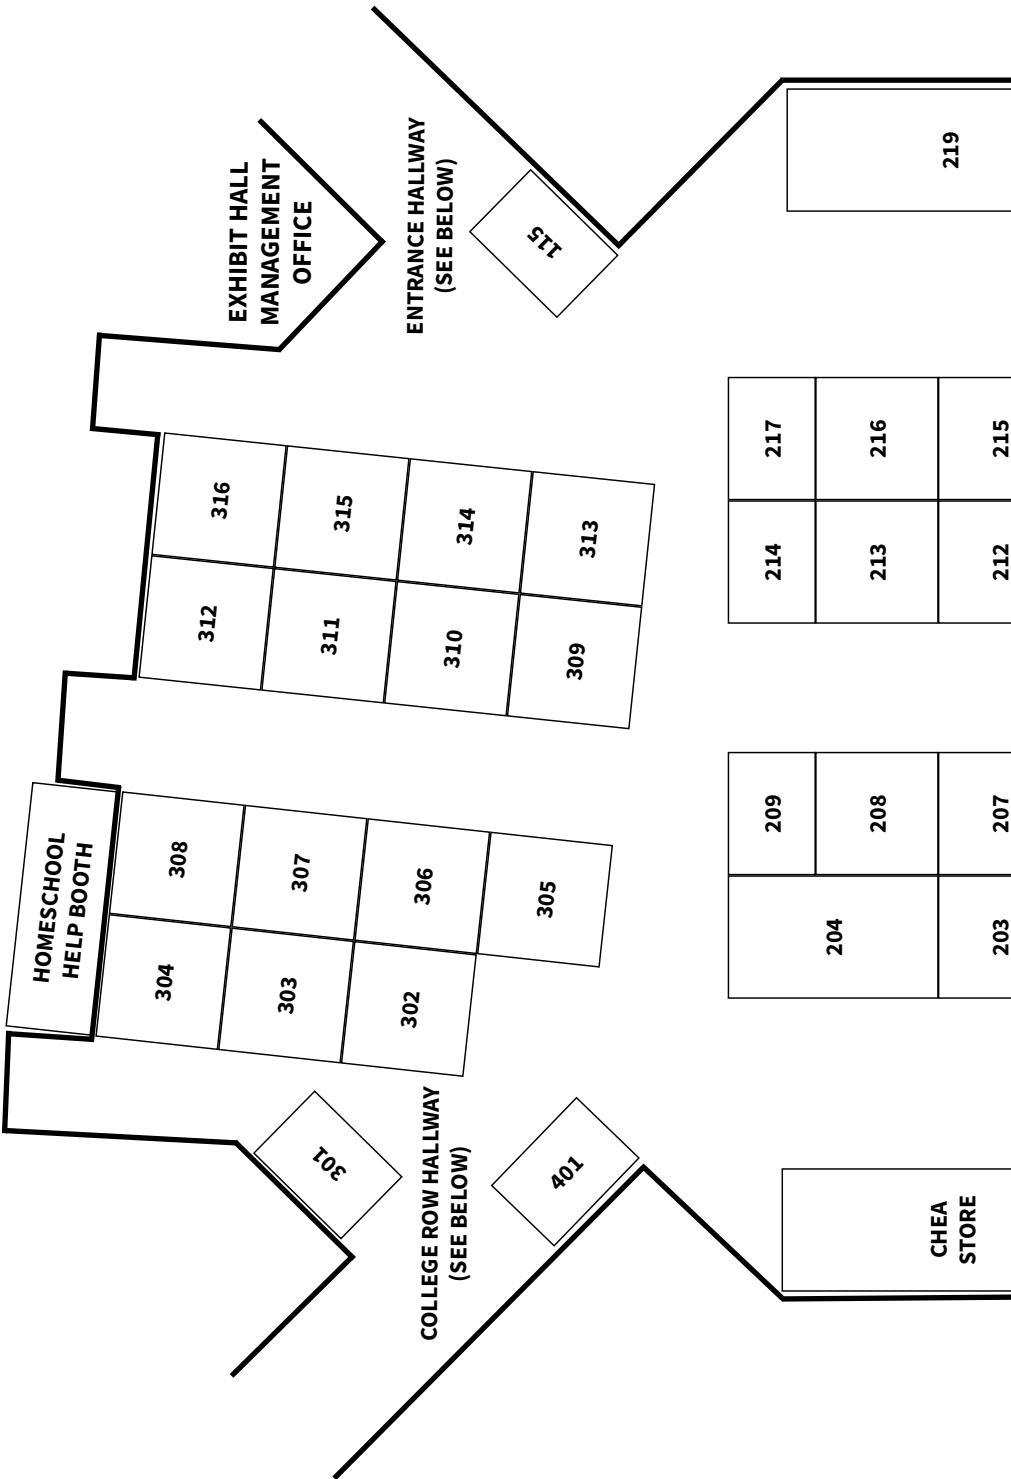 EXHIBIT HALL
MANAGEMENT
OFFICE
ENTRANCE HALLWAY
(SEE BELOW)
115
219
316
315
314
313
217
216
215
312
311
310
309
214
213
212
HOMESCHOOL
HELP BOOTH
308
307
306
305
209
208
207
304
303
302
204
203
301
COLLEGE ROW HALLWAY
(SEE BELOW)
401
CHEA
STORE